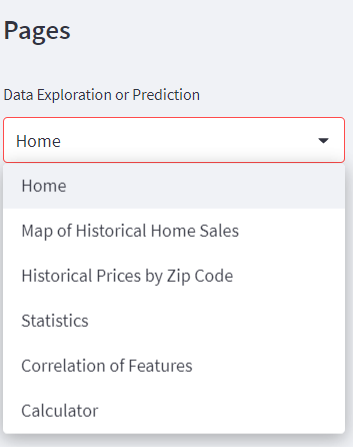 Pages
Data Exploration or Prediction
Home
Home
Map of Historical Home Sales
Historical Prices by Zip Code
Statistics
Correlation of Features
Calculator